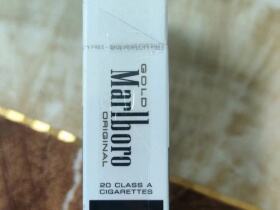 GOLD
Marlboro
ORIGINAL
20 CLASS A
CIGARETTES